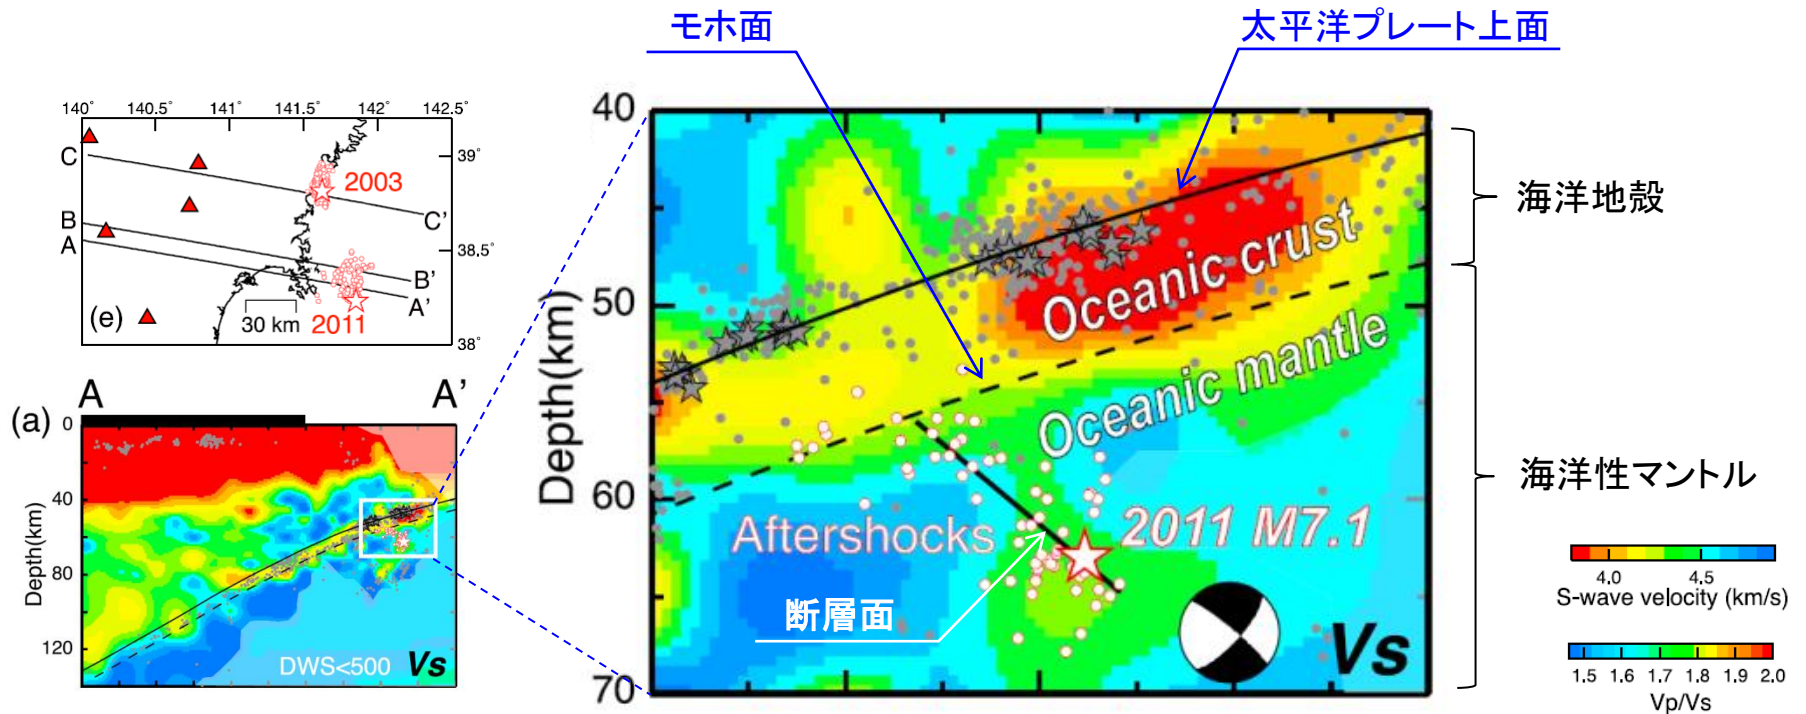 モホ面
太平洋プレート上面
140° 140.5° 141° 141.5° 142° 142.5°
C
39°
2003
C'
B
A
38.5°
B'
A'
(e)
30 km
2011
38°
A A'
(a)
0
40
80
120
Depth(km)
DWS<500 Vs
40
50
60
70
Depth(km)
Oceanic crust
Oceanic mantle
Aftershocks
2011 M7.1
断層面
Vs
海洋地殻
海洋性マントル
4.0 4.5
S-wave velocity (km/s)
1.5 1.6 1.7 1.8 1.9 2.0
Vp/Vs